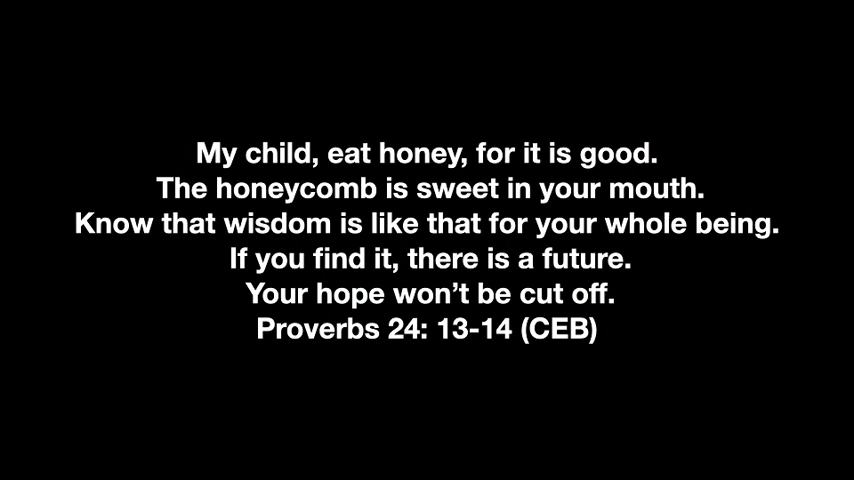 My child, eat honey, for it is good.
The honeycomb is sweet in your mouth.
Know that wisdom is like that for your whole being.
If you find it, there is a future.
Your hope won’t be cut off.
Proverbs 24: 13-14 (CEB)